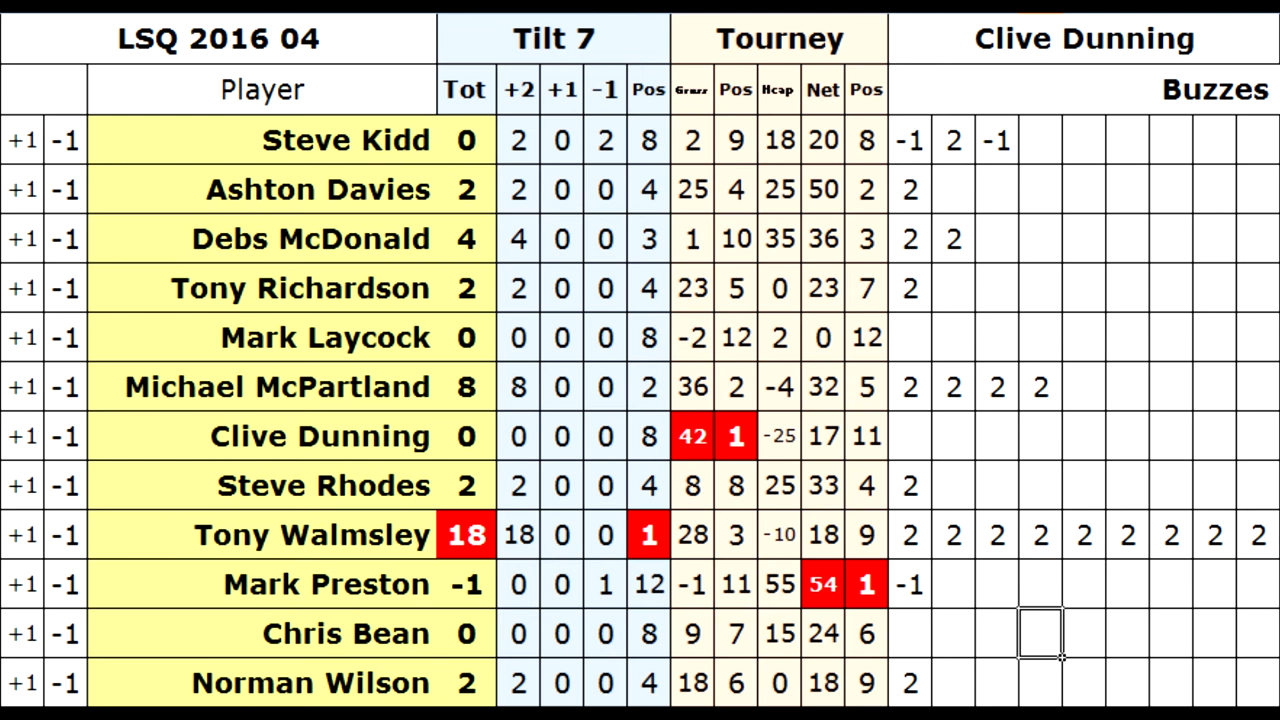 LSQ 2016 04 Tilt 7 Tourney Clive Dunning
Player Tot +2 +1 -1 Pos Gross Pos Hcap Net Pos Buzzes
+1 -1 Steve Kidd 0 2 0 2 8 2 9 18 20 8 -1 2 -1
+1 -1 Ashton Davies 2 2 0 0 4 25 4 25 50 2 2
+1 -1 Debs McDonald 4 4 0 0 3 1 10 35 36 3 2 2
+1 -1 Tony Richardson 2 2 0 0 4 23 5 0 23 7 2
+1 -1 Mark Laycock 0 0 0 0 8 -2 12 2 0 12
+1 -1 Michael McPartland 8 8 0 0 2 36 2 -4 32 5 2 2 2 2
+1 -1 Clive Dunning 0 0 0 0 8 42 1 -25 17 11
+1 -1 Steve Rhodes 2 2 0 0 4 8 8 25 33 4 2
+1 -1 Tony Walmsley 18 18 0 0 1 28 3 -10 18 9 2 2 2 2 2 2 2 2 2
+1 -1 Mark Preston -1 0 0 1 12 -1 11 55 54 1 -1
+1 -1 Chris Bean 0 0 0 0 8 9 7 15 24 6
+1 -1 Norman Wilson 2 2 0 0 4 18 6 0 18 9 2